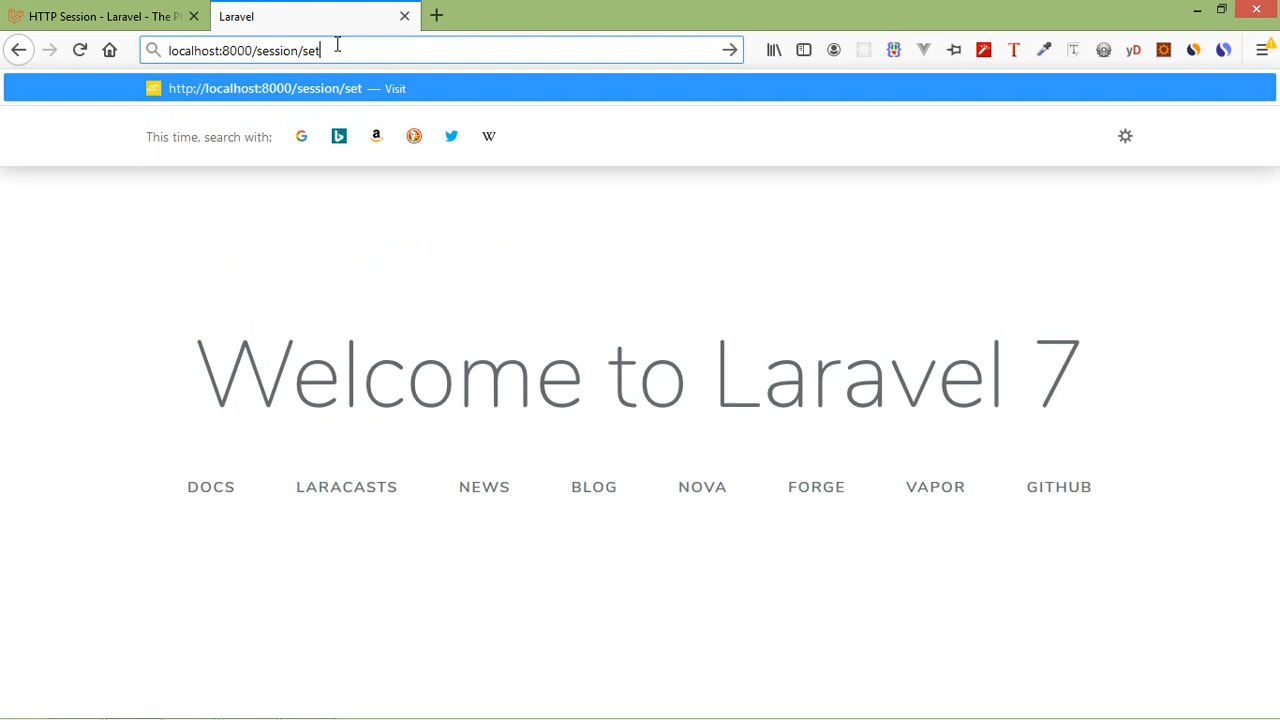 HTTP Session - Laravel - The P
Laravel
localhost:8000/session/set
http://localhost:8000/session/set — Visit
This time, search with:
Welcome to Laravel 7
DOCS LARACASTS NEWS BLOG NOVA FORGE VAPOR GITHUB